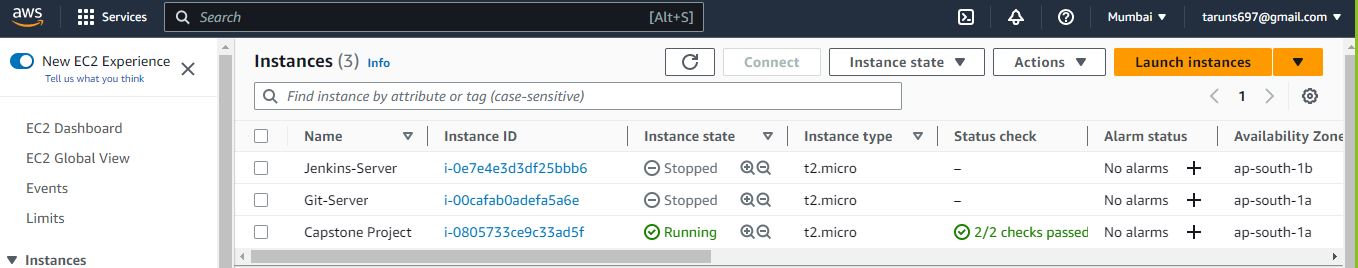 aws Services Search [Alt+S] Mumbai taruns697@gmail.com
New EC2 Experience
Tell us what you think
EC2 Dashboard
EC2 Global View
Events
Limits
Instances
Instances (3) Info Connect Instance state Actions Launch instances
Find instance by attribute or tag (case-sensitive) 1
Name Instance ID Instance state Instance type Status check Alarm status Availability Zone
Jenkins-Server i-0e7e4e3d3df25bbb6 Stopped t2.micro – No alarms ap-south-1b
Git-Server i-00cafab0adefa5a6e Stopped t2.micro – No alarms ap-south-1a
Capstone Project i-0805733ce9c33ad5f Running t2.micro 2/2 checks passed No alarms ap-south-1a